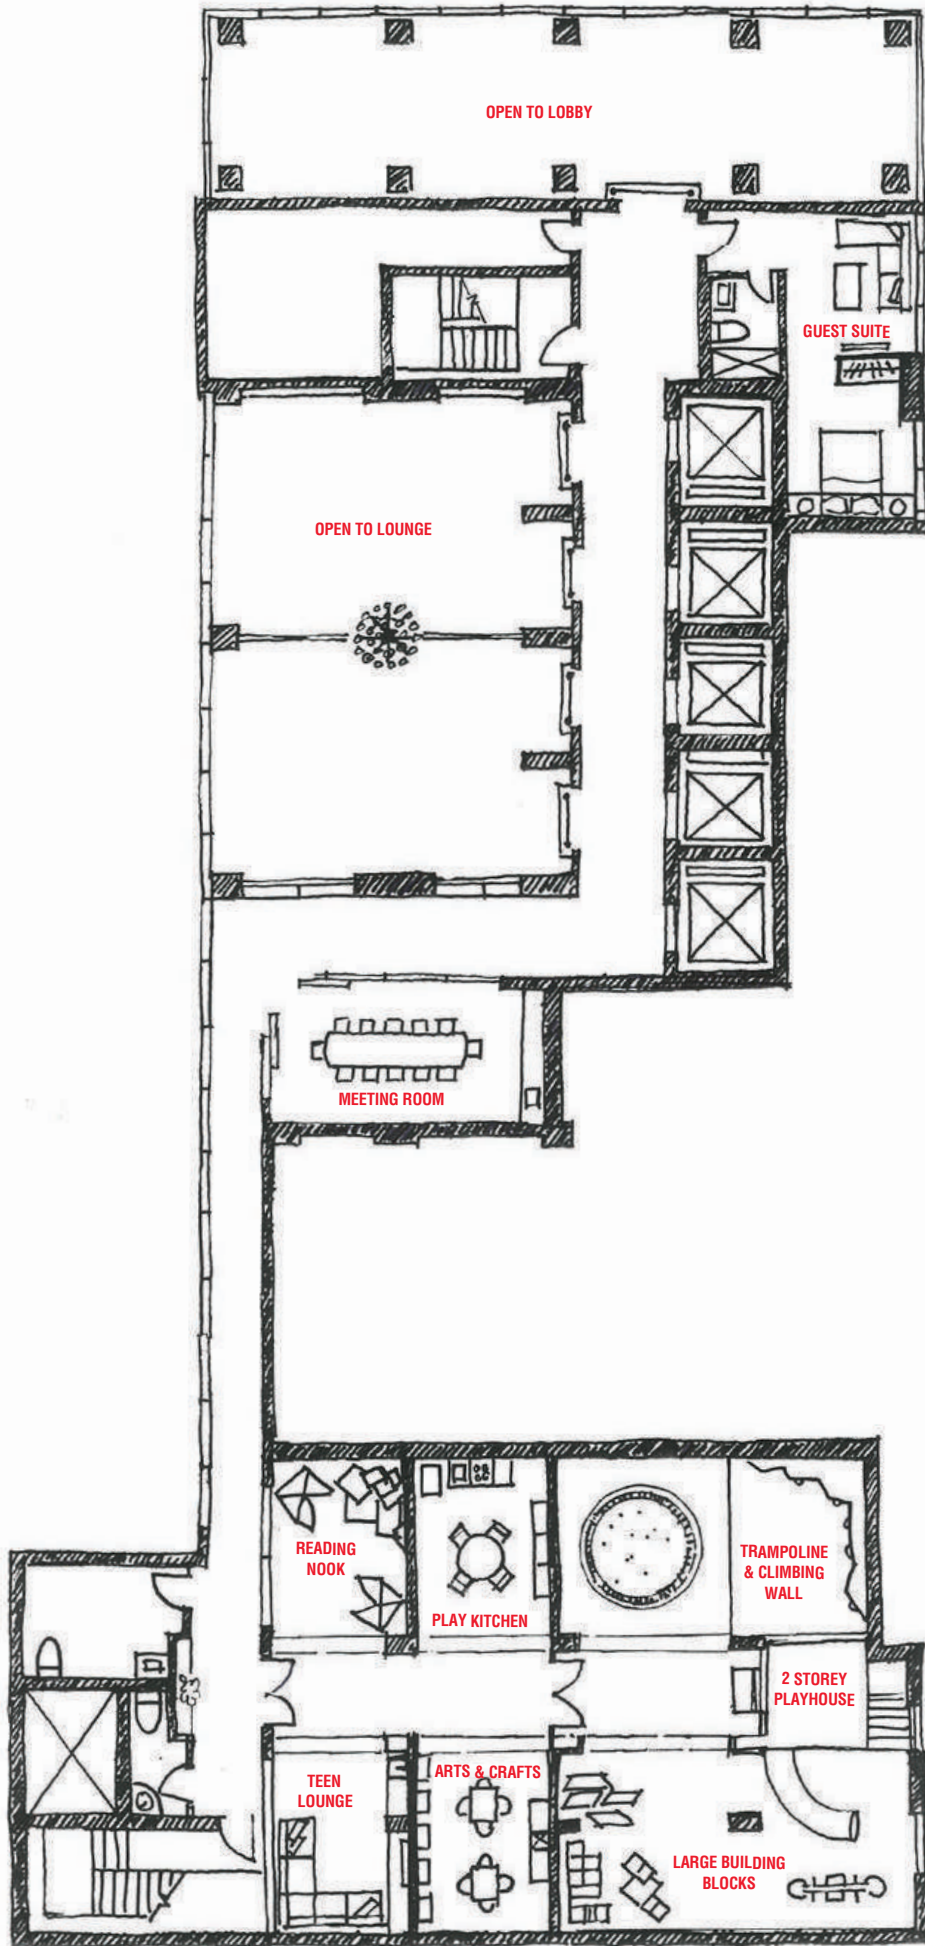 OPEN TO LOBBY
GUEST SUITE
OPEN TO LOUNGE
MEETING ROOM
READING
NOOK
PLAY KITCHEN
TRAMPOLINE
& CLIMBING
WALL
2 STOREY
PLAYHOUSE
TEEN
LOUNGE
ARTS & CRAFTS
LARGE BUILDING
BLOCKS